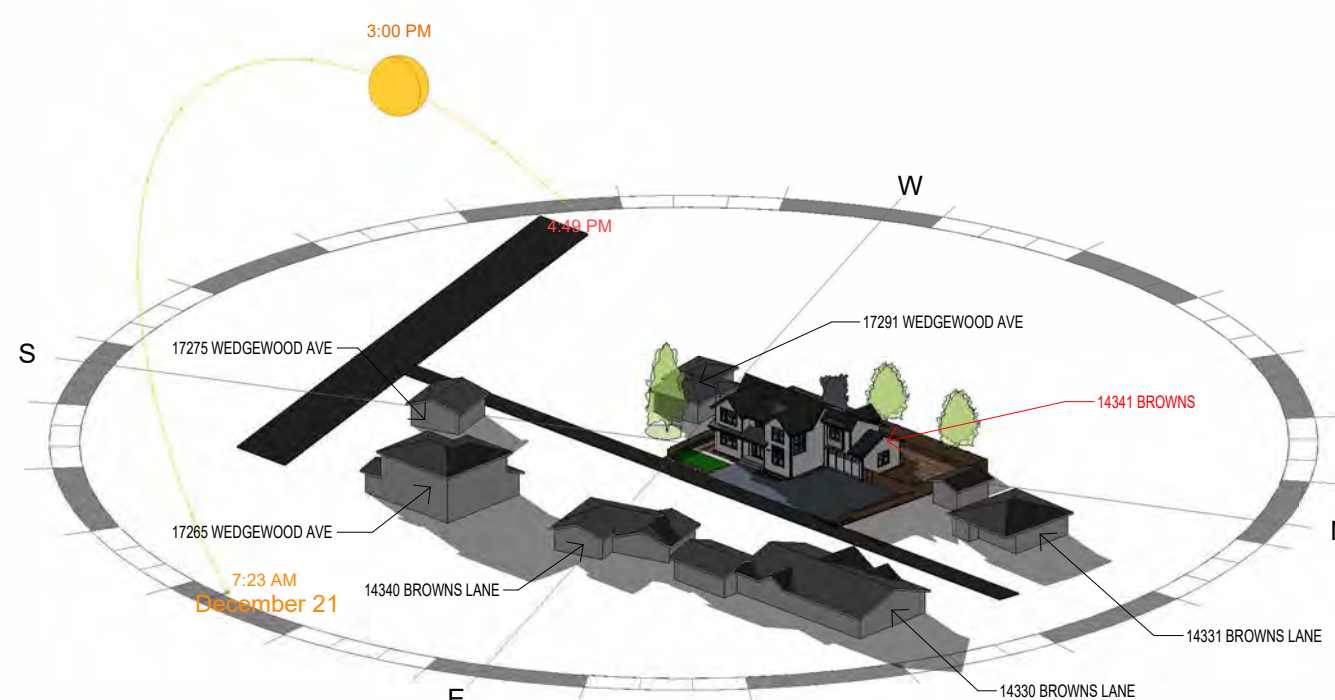 3:00 PM
W
4:49 PM
17291 WEDGEWOOD AVE
S
17275 WEDGEWOOD AVE
14341 BROWNS
17265 WEDGEWOOD AVE
7:23 AM
December 21
14340 BROWNS LANE
14331 BROWNS LANE
14330 BROWNS LANE
E